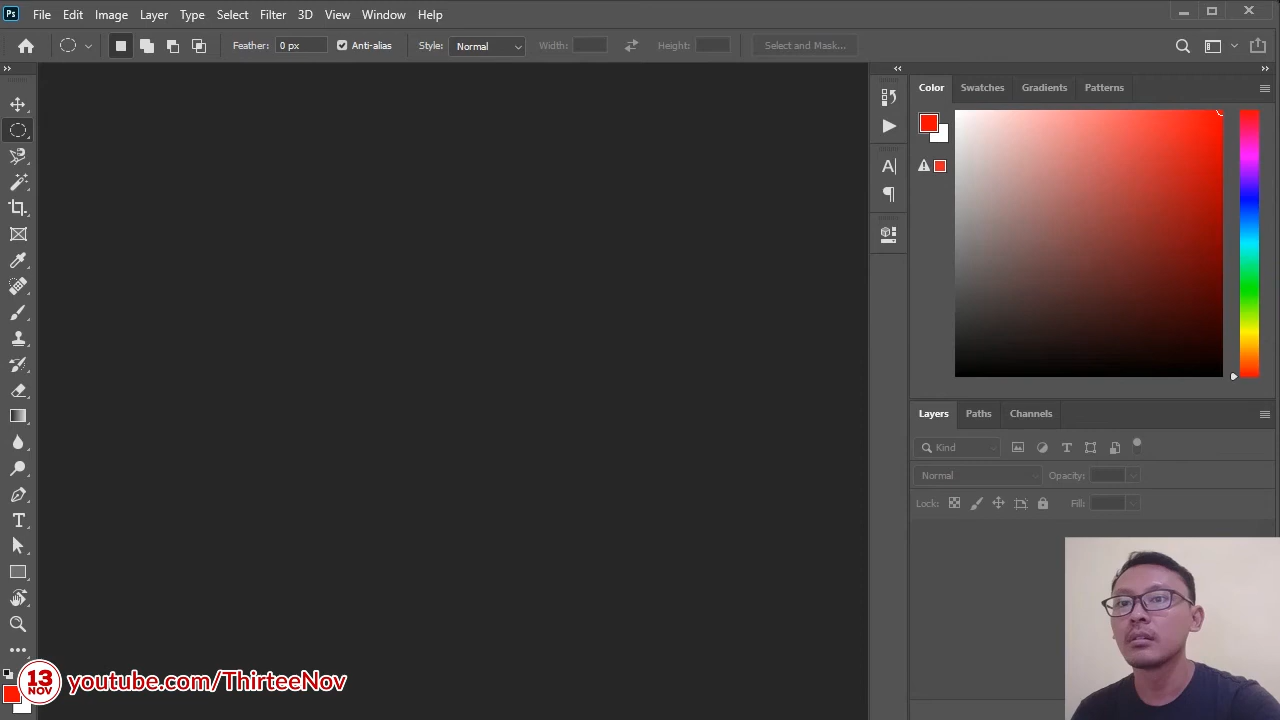 Ps File Edit Image Layer Type Select Filter 3D View Window Help
Feather: 0 px Anti-alias Style: Normal Width: Height: Select and Mask...
Color Swatches Gradients Patterns
A|
Layers Paths Channels
Kind
Normal Opacity:
Lock: Fill:
13
NOV
youtube.com/ThirteeNov